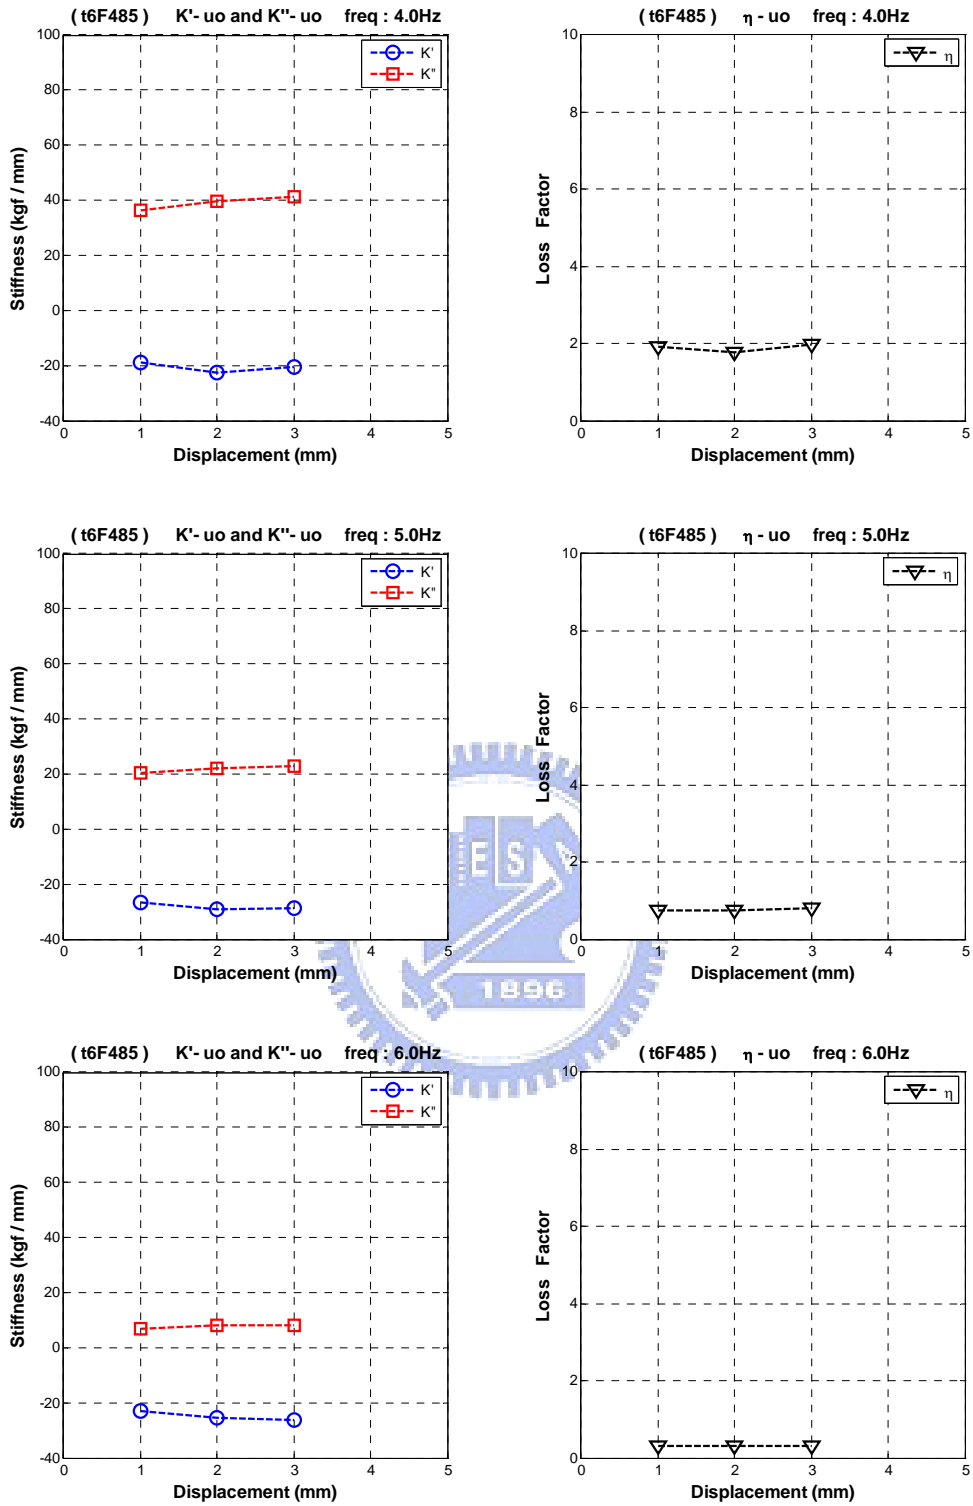 ( t6F485 ) K'- uo and K''- uo freq : 4.0Hz
100
80
60
40
20
0
-20
-40
0 1 2 3 4 5
Stiffness (kgf / mm)
Displacement (mm)
K'
K"
( t6F485 ) η - uo freq : 4.0Hz
10
8
6
4
2
0
0 1 2 3 4 5
Loss Factor
Displacement (mm)
η
( t6F485 ) K'- uo and K''- uo freq : 5.0Hz
100
80
60
40
20
0
-20
-40
0 1 2 3 4 5
Stiffness (kgf / mm)
Displacement (mm)
K'
K"
( t6F485 ) η - uo freq : 5.0Hz
10
8
6
4
2
0
0 1 2 3 4 5
Loss Factor
Displacement (mm)
η
E S
1896
( t6F485 ) K'- uo and K''- uo freq : 6.0Hz
100
80
60
40
20
0
-20
-40
0 1 2 3 4 5
Stiffness (kgf / mm)
Displacement (mm)
K'
K"
( t6F485 ) η - uo freq : 6.0Hz
10
8
6
4
2
0
0 1 2 3 4 5
Loss Factor
Displacement (mm)
η